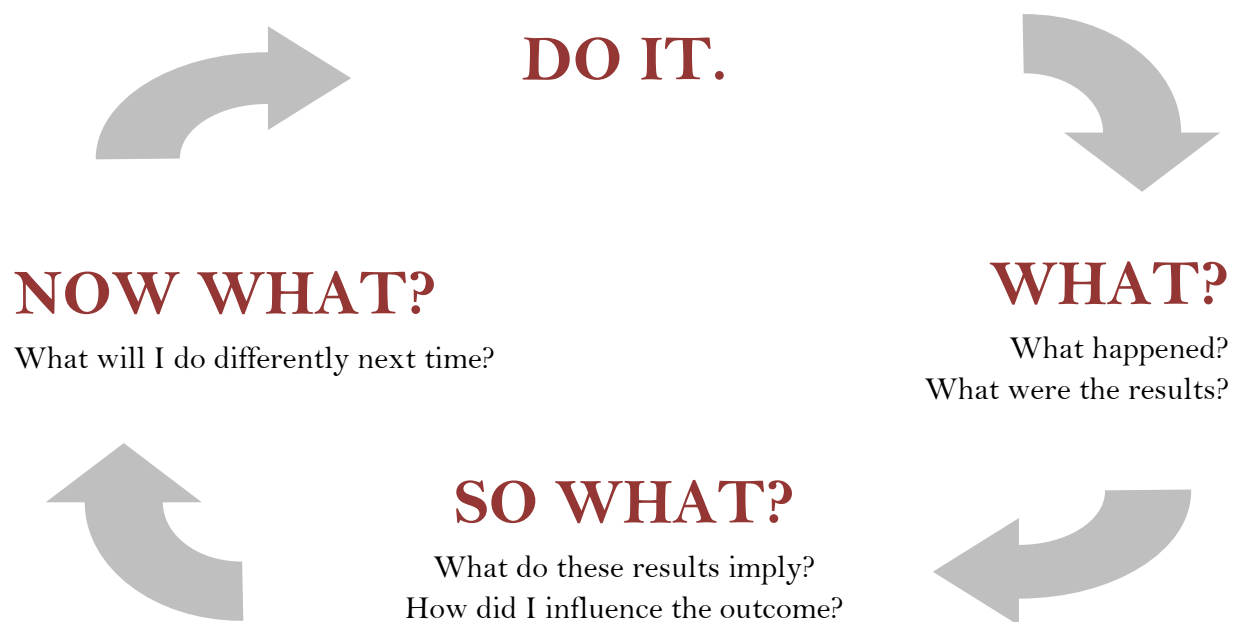 DO IT.
WHAT?
What happened?
What were the results?
SO WHAT?
What do these results imply?
How did I influence the outcome?
NOW WHAT?
What will I do differently next time?